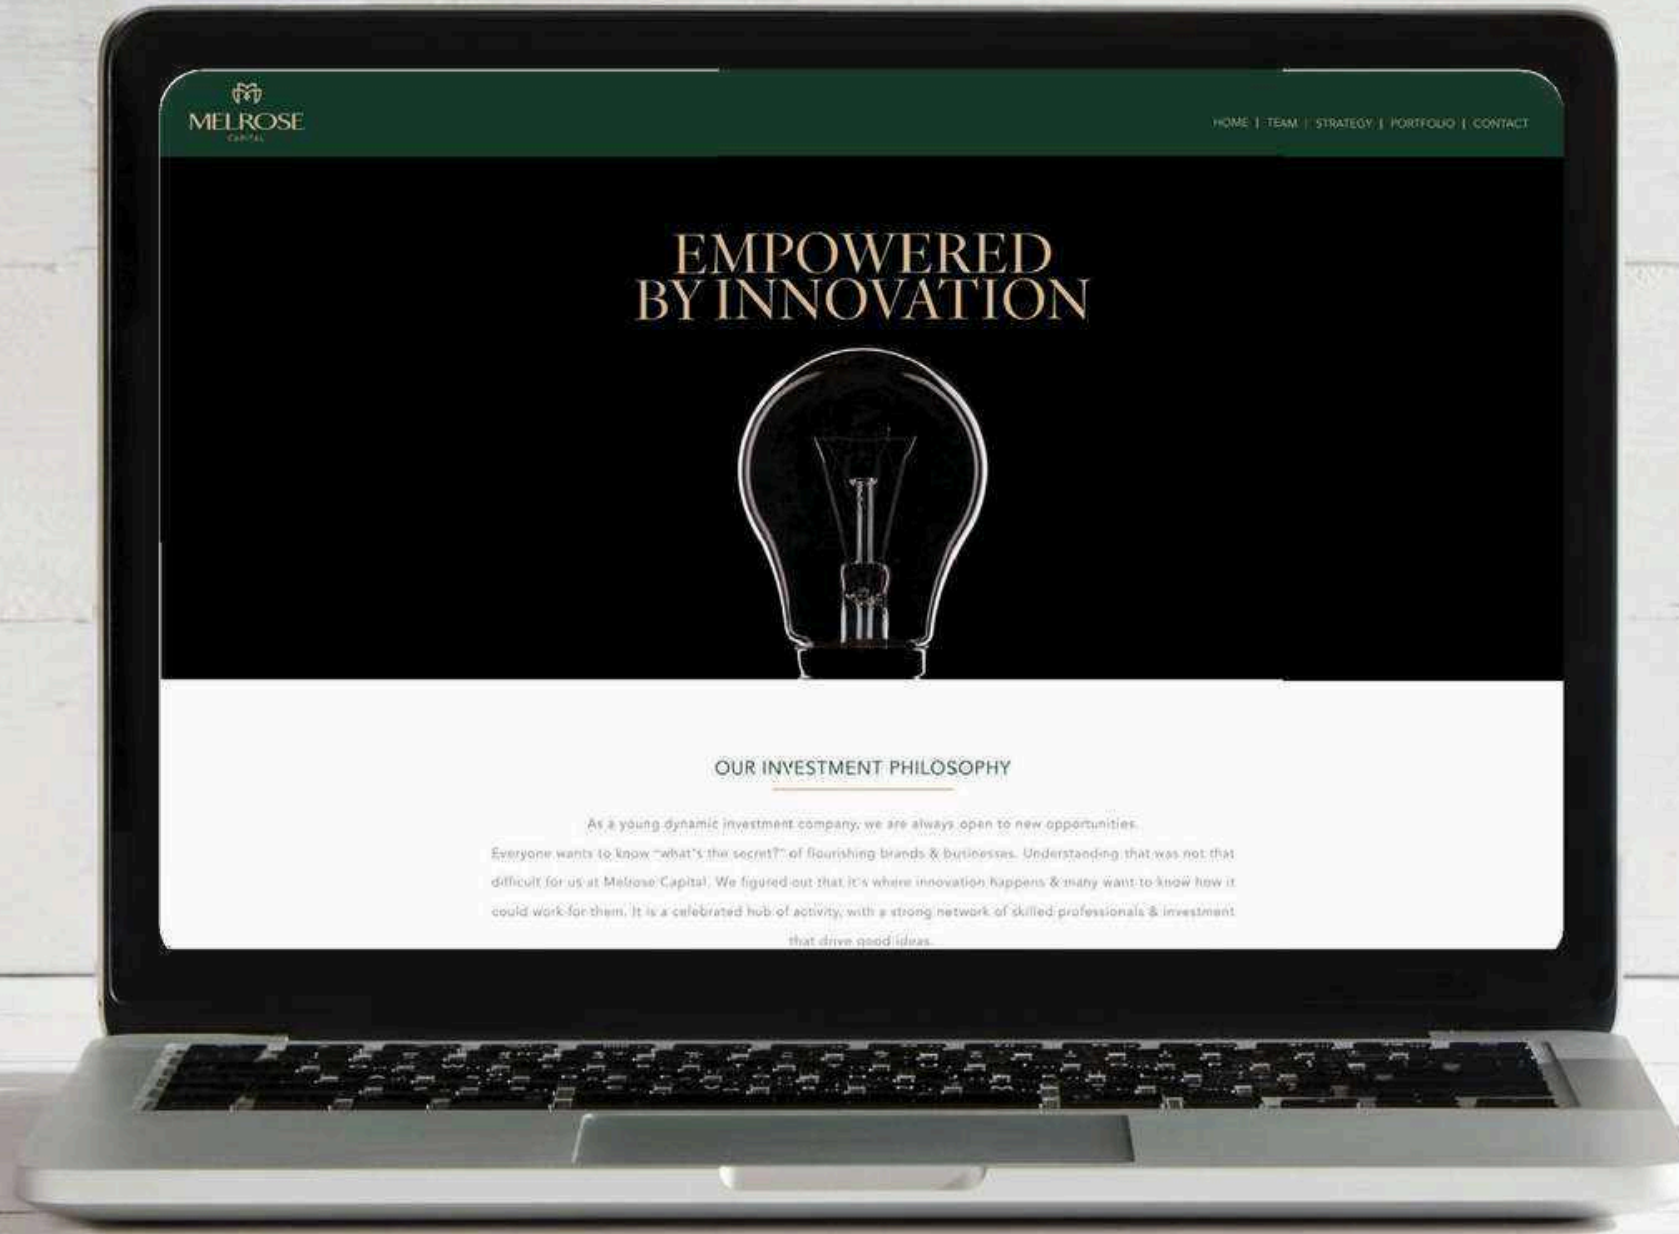 MELROSE
CAPITAL
HOME | TEAM | STRATEGY | PORTFOLIO | CONTACT
EMPOWERED
BY INNOVATION
OUR INVESTMENT PHILOSOPHY
As a young dynamic investment company, we are always open to new opportunities.
Everyone wants to know "what's the secret?" of flourishing brands & businesses. Understanding that was not that
difficult for us at Melrose Capital. We figured out that it's where innovation happens & many want to know how it
could work for them. It is a celebrated hub of activity, with a strong network of skilled professionals & investment
that drive good ideas.